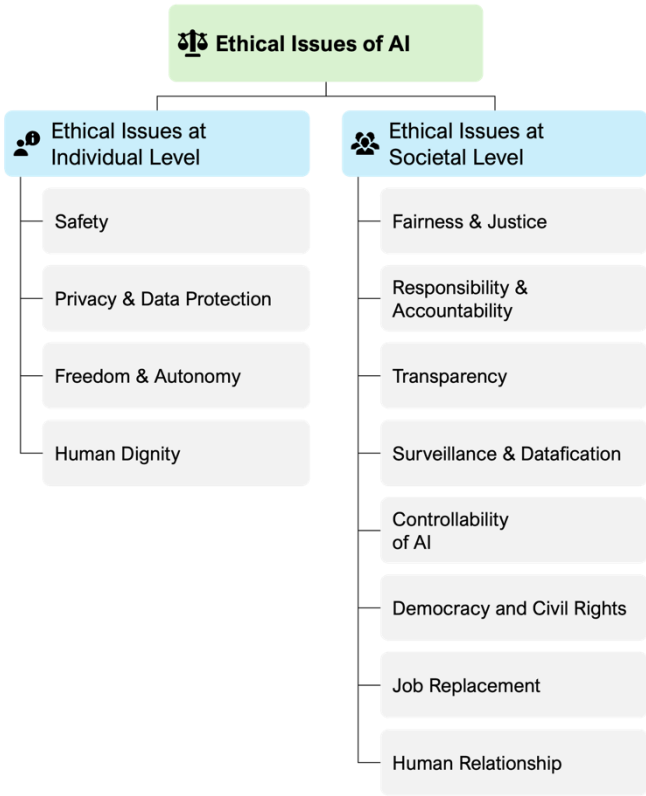 Ethical Issues of AI
Ethical Issues at
Individual Level
Safety
Privacy & Data Protection
Freedom & Autonomy
Human Dignity
Ethical Issues at
Societal Level
Fairness & Justice
Responsibility &
Accountability
Transparency
Surveillance & Datafication
Controllability
of AI
Democracy and Civil Rights
Job Replacement
Human Relationship